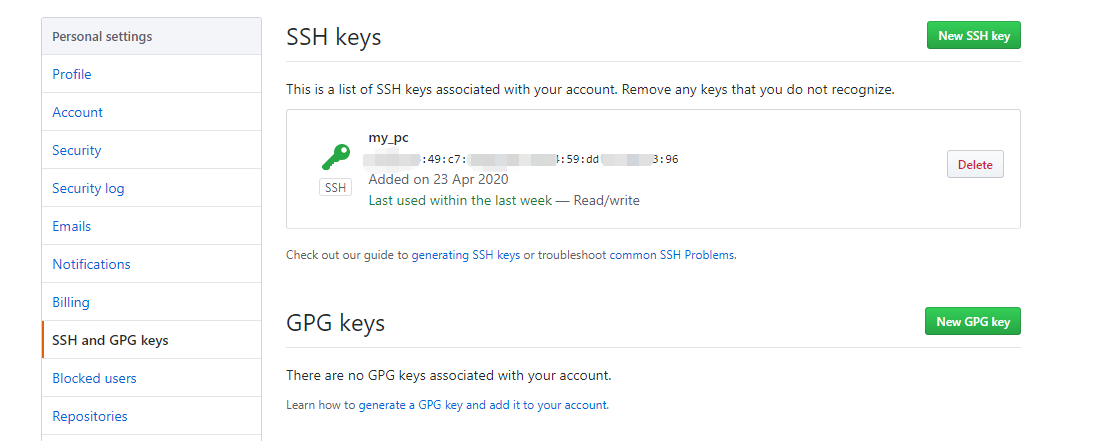 Personal settings
Profile
Account
Security
Security log
Emails
Notifications
Billing
SSH and GPG keys
Blocked users
Repositories
SSH keys
New SSH key
This is a list of SSH keys associated with your account. Remove any keys that you do not recognize.
my_pc
:49:c7: :59:dd 3:96
SSH
Added on 23 Apr 2020
Last used within the last week — Read/write
Delete
Check out our guide to generating SSH keys or troubleshoot common SSH Problems.
GPG keys
New GPG key
There are no GPG keys associated with your account.
Learn how to generate a GPG key and add it to your account.